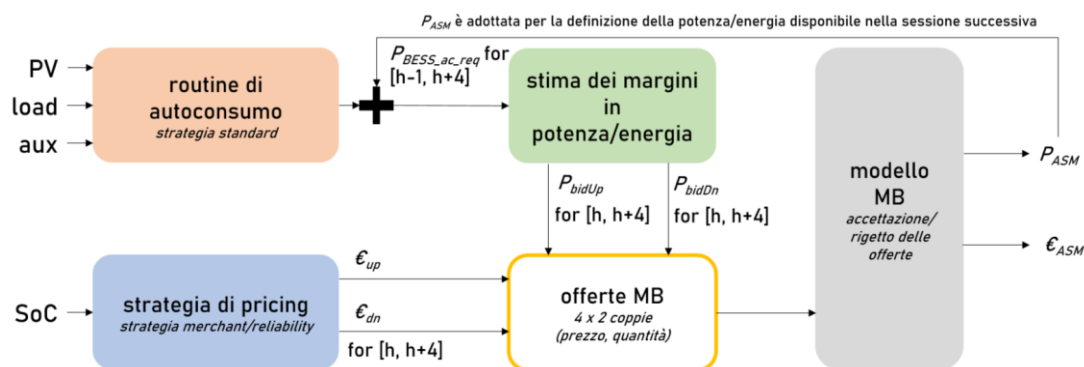 P_ASM è adottata per la definizione della potenza/energia disponibile nella sessione successiva
PV
load
aux
routine di
autoconsumo
strategia standard
P_BESS_ac_req for
[h-1, h+4]
stima dei margini
in
potenza/energia
P_bidUp
for [h, h+4]
P_bidDn
for [h, h+4]
SoC
strategia di pricing
strategia merchant/reliability
€_up
€_dn
for [h, h+4]
offerte MB
4 x 2 coppie
(prezzo, quantità)
modello
MB
accettazione/
rigetto delle
offerte
P_ASM
€_ASM